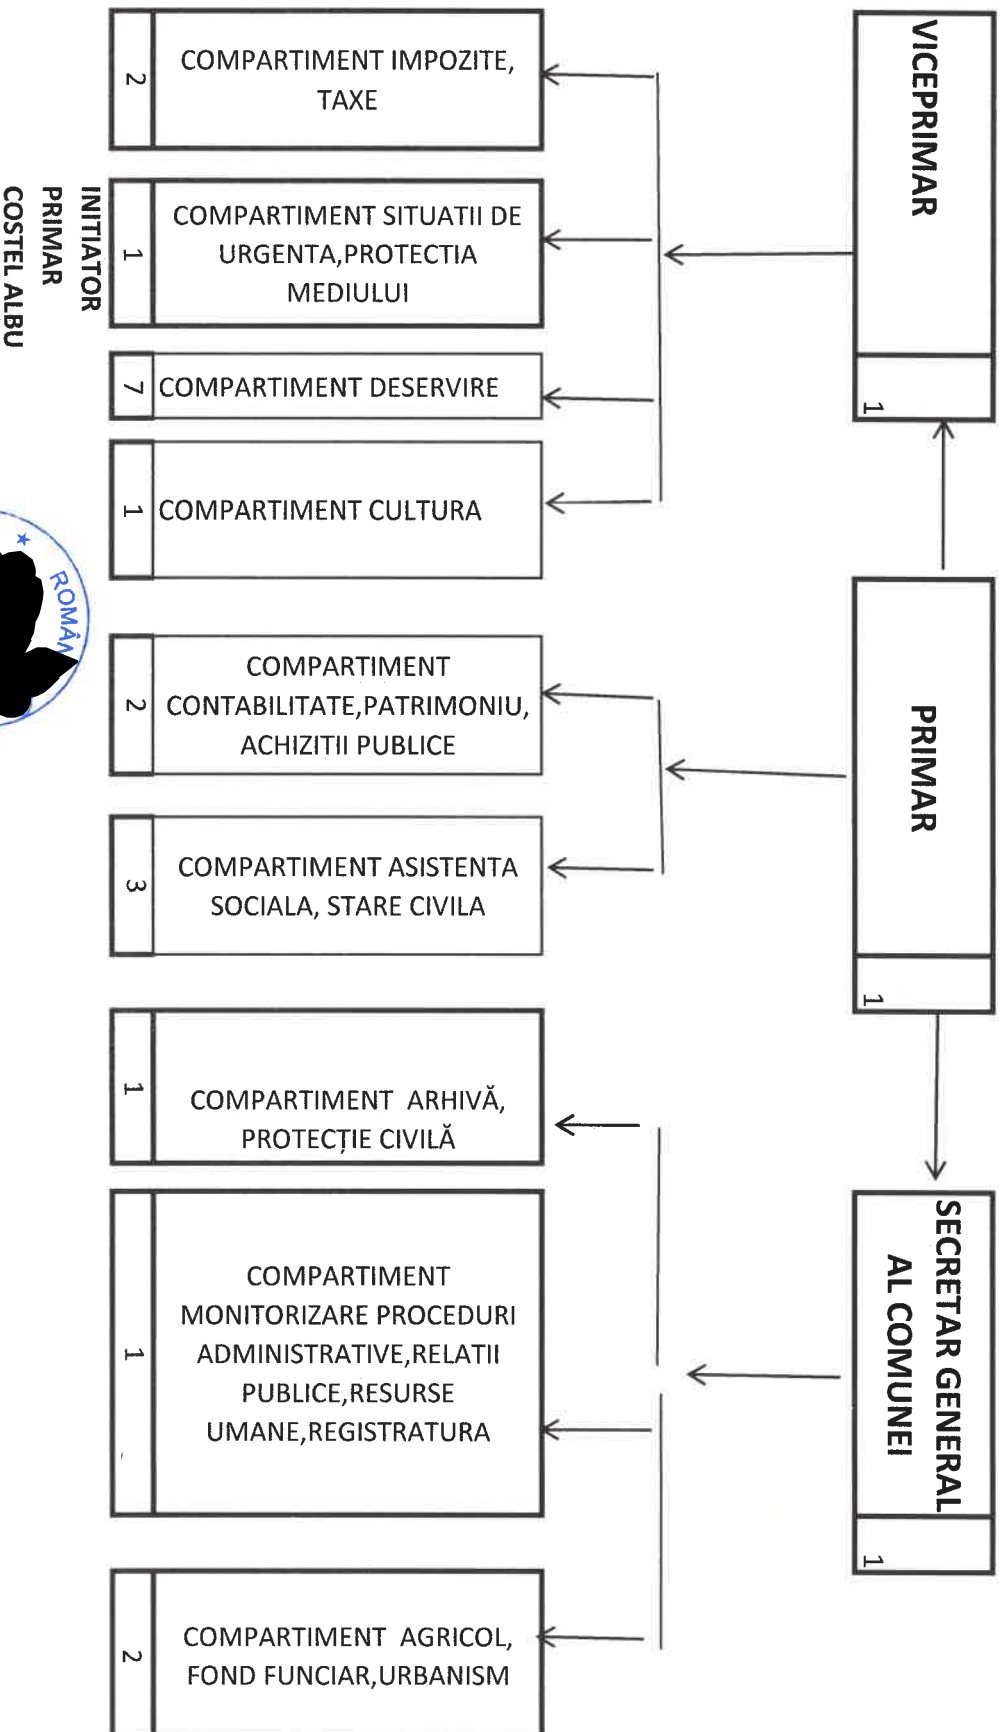 VICEPRIMAR
1
PRIMAR
1
SECRETAR GENERAL
AL COMUNEI
1
COMPARTIMENT IMPOZITE,
TAXE
2
COMPARTIMENT SITUATII DE
URGENTA,PROTECTIA
MEDIULUI
1
COMPARTIMENT DESERVIRE
7
COMPARTIMENT CULTURA
1
COMPARTIMENT
CONTABILITATE,PATRIMONIU,
ACHIZITII PUBLICE
2
COMPARTIMENT ASISTENTA
SOCIALA, STARE CIVILA
3
COMPARTIMENT ARHIVĂ,
PROTECȚIE CIVILĂ
1
COMPARTIMENT
MONITORIZARE PROCEDURI
ADMINISTRATIVE,RELATII
PUBLICE,RESURSE
UMANE,REGISTRATURA
1
COMPARTIMENT AGRICOL,
FOND FUNCIAR,URBANISM
2
INITIATOR
PRIMAR
COSTEL ALBU